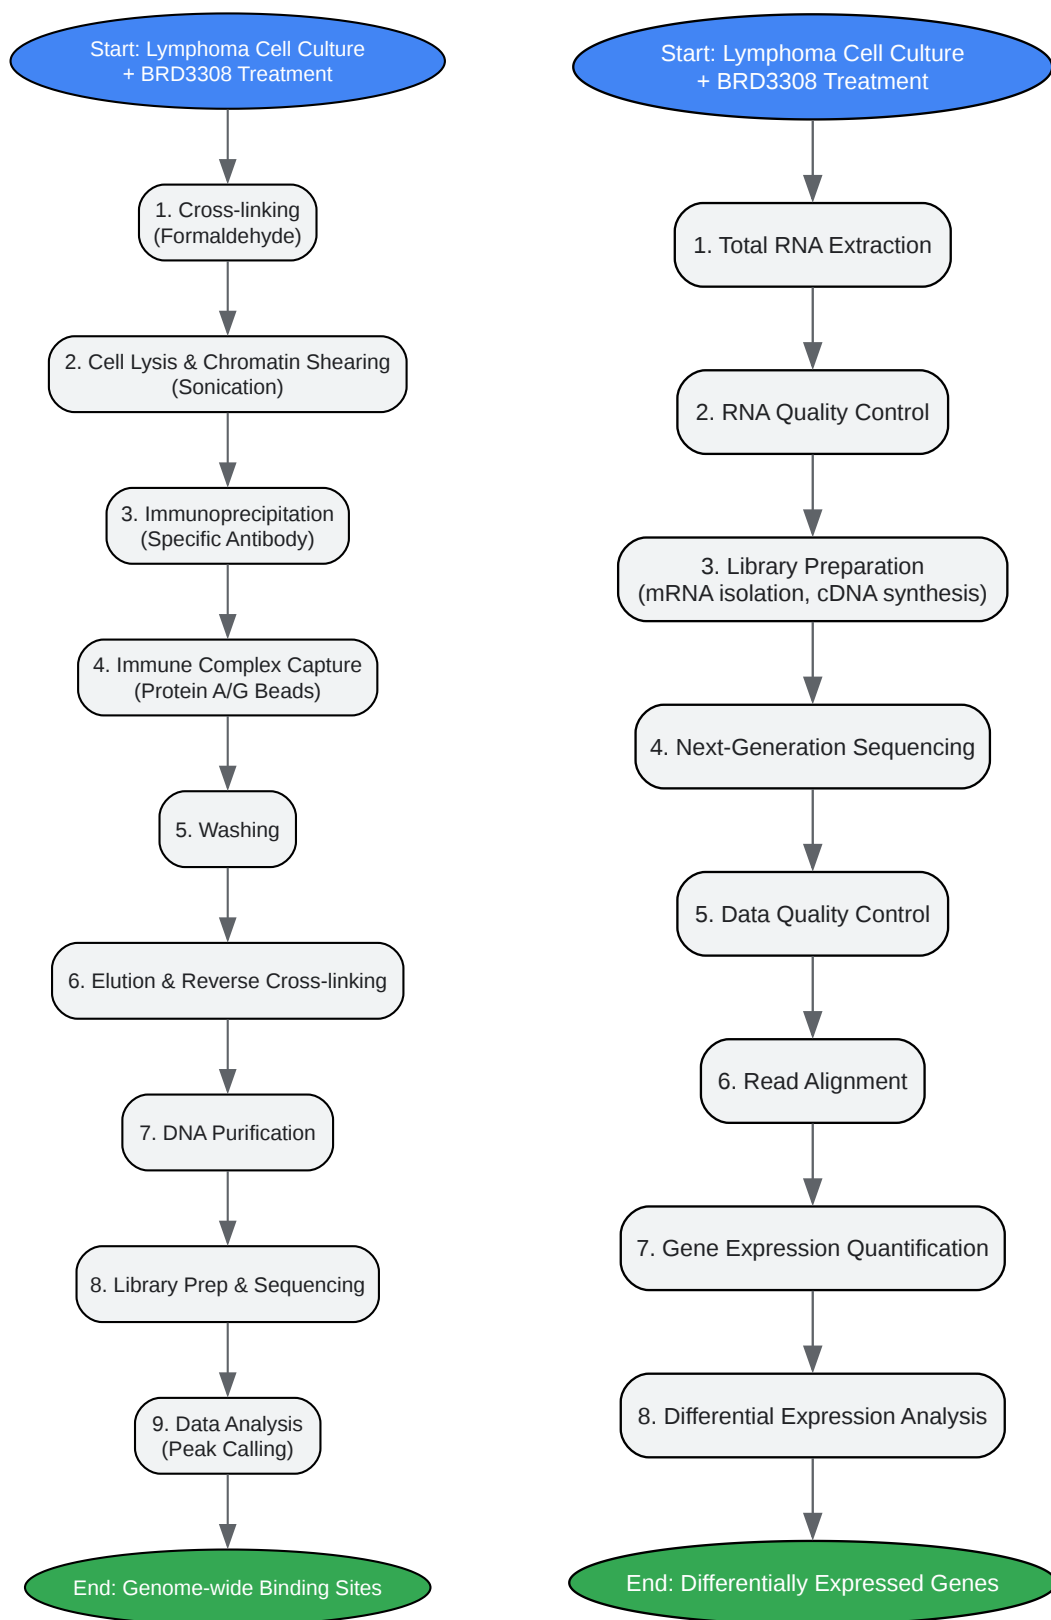 Start: Lymphoma Cell Culture
+ BRD3308 Treatment
1. Cross-linking
(Formaldehyde)
2. Cell Lysis & Chromatin Shearing
(Sonication)
3. Immunoprecipitation
(Specific Antibody)
4. Immune Complex Capture
(Protein A/G Beads)
5. Washing
6. Elution & Reverse Cross-linking
7. DNA Purification
8. Library Prep & Sequencing
9. Data Analysis
(Peak Calling)
End: Genome-wide Binding Sites
Start: Lymphoma Cell Culture
+ BRD3308 Treatment
1. Total RNA Extraction
2. RNA Quality Control
3. Library Preparation
(mRNA isolation, cDNA synthesis)
4. Next-Generation Sequencing
5. Data Quality Control
6. Read Alignment
7. Gene Expression Quantification
8. Differential Expression Analysis
End: Differentially Expressed Genes